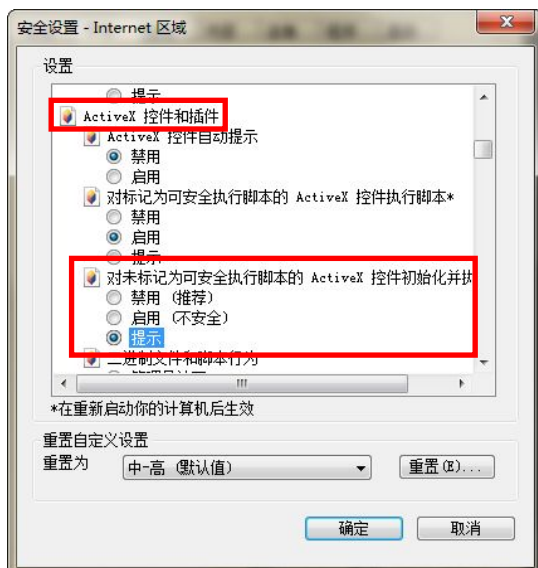 安全设置 - Internet 区域
设置
提示
ActiveX 控件和插件
ActiveX 控件自动提示
禁用
启用
对标记为可安全执行脚本的 ActiveX 控件执行脚本*
禁用
启用
提示
对未标记为可安全执行脚本的 ActiveX 控件初始化并执
禁用 (推荐)
启用 (不安全)
提示
二进制文件和脚本行为
*在重新启动你的计算机后生效
重置自定义设置
重置为
中-高 (默认值)
重置(E)...
确定
取消